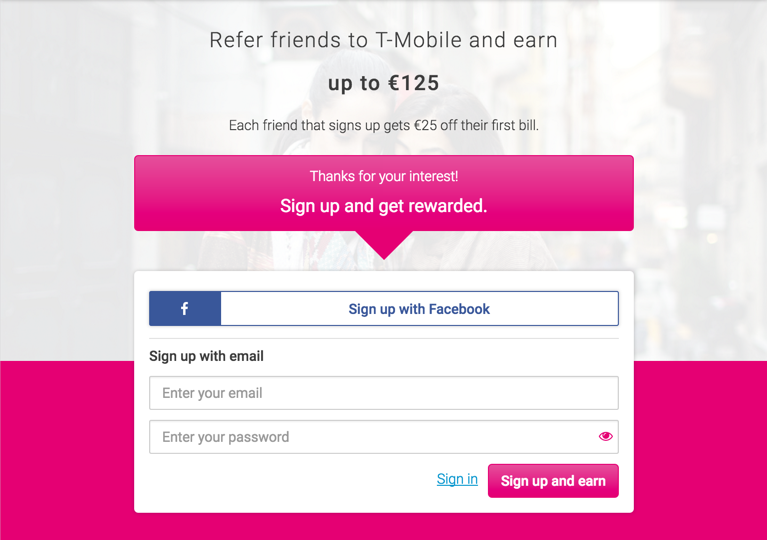 Refer friends to T-Mobile and earn
up to €125
Each friend that signs up gets €25 off their first bill.
Thanks for your interest!
Sign up and get rewarded.
Sign up with Facebook
Sign up with email
Enter your email
Enter your password
Sign in
Sign up and earn